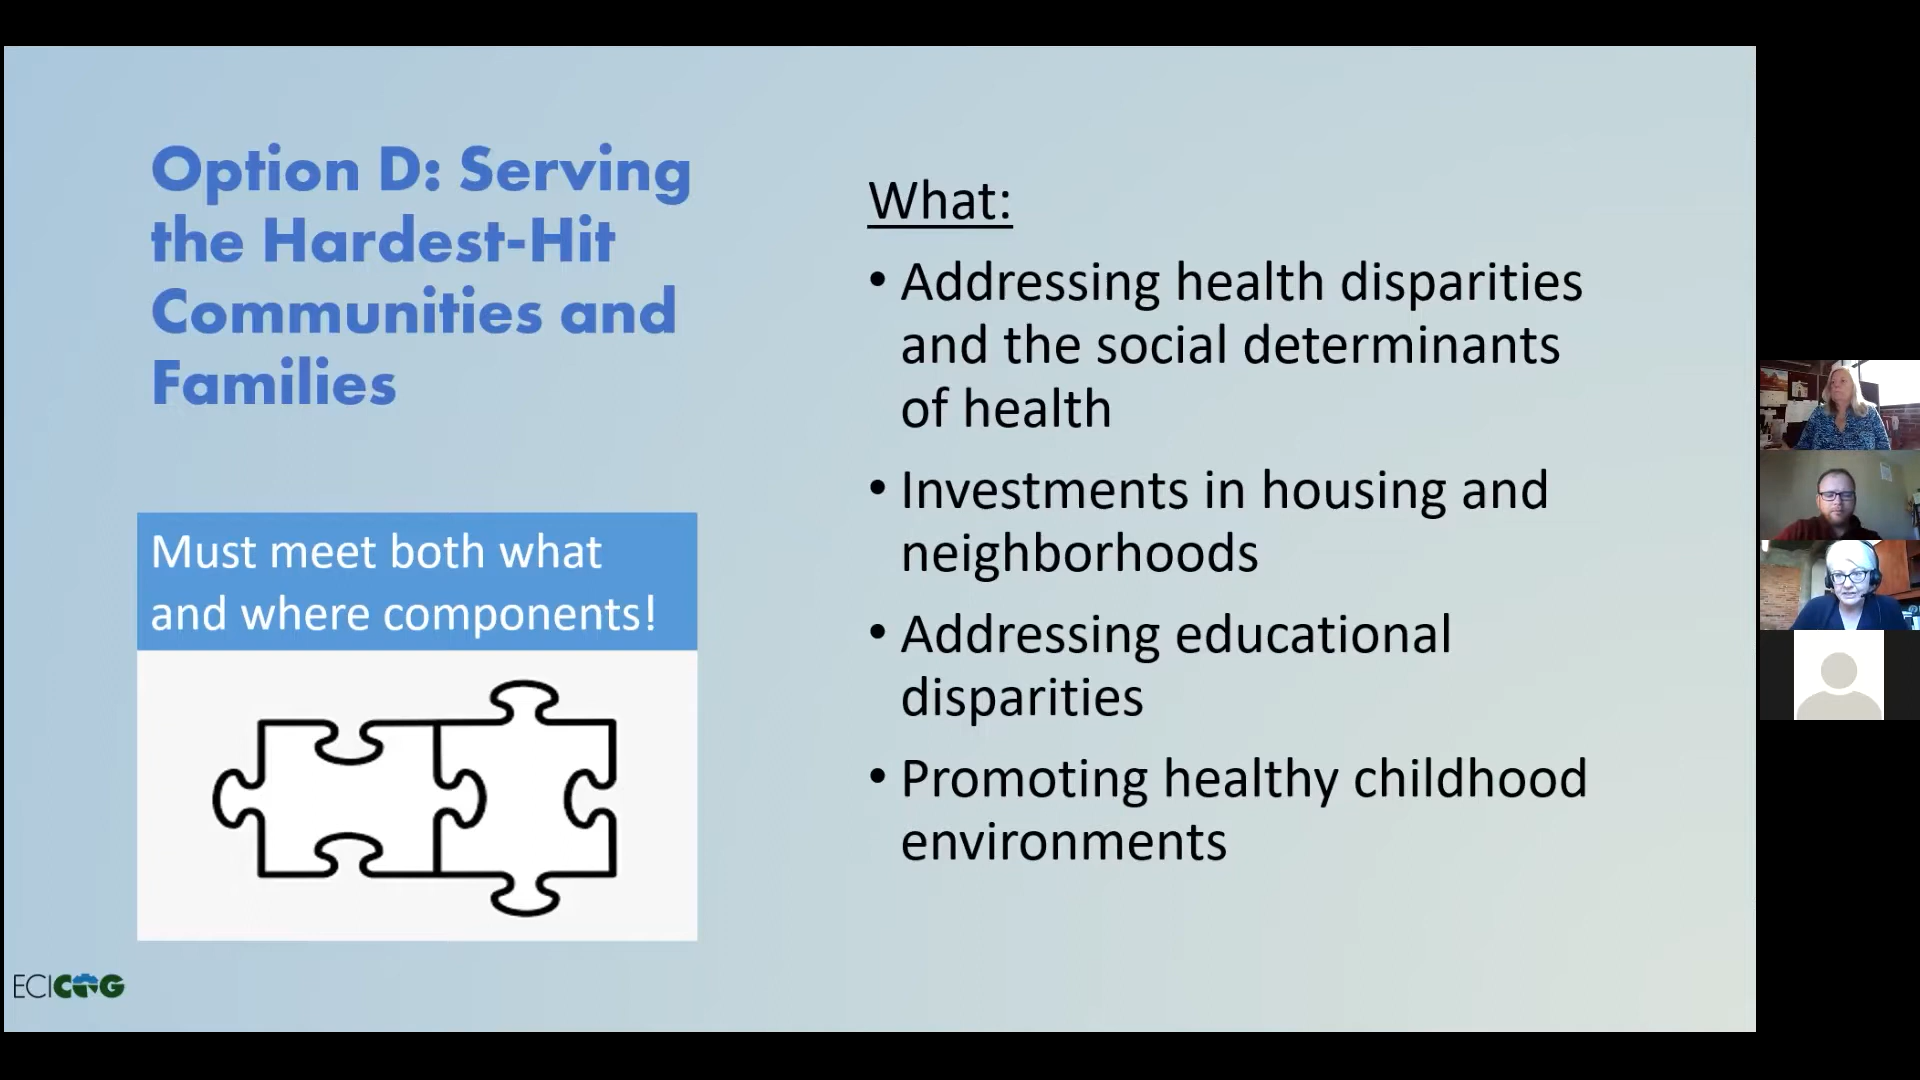 Option D: Serving
the Hardest-Hit
Communities and
Families
Must meet both what
and where components!
What:
• Addressing health disparities
and the social determinants
of health
• Investments in housing and
neighborhoods
• Addressing educational
disparities
• Promoting healthy childhood
environments
ECICOG